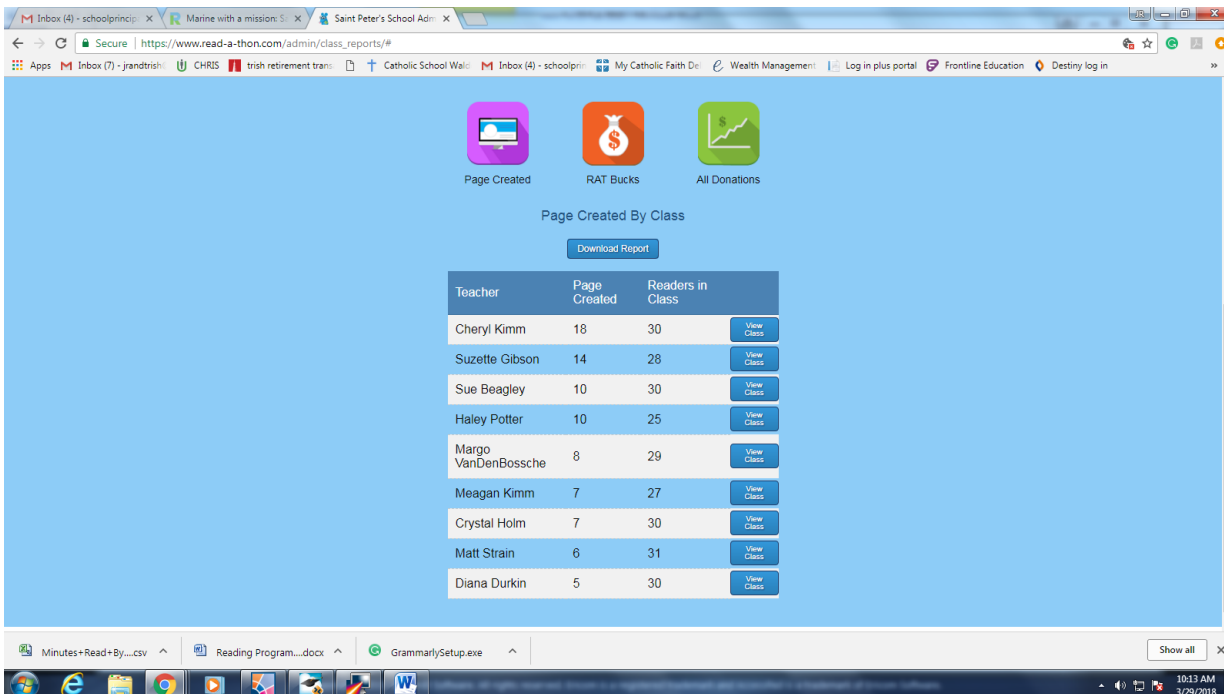 Inbox (4) - schoolprincip
Marine with a mission: S
Saint Peter's School Adm
JR
Secure | https://www.read-a-thon.com/admin/class_reports/#
Apps
Inbox (7) - jrandtrish
CHRIS
trish retirement trans
Catholic School Wald
Inbox (4) - schoolprin
My Catholic Faith Del
Wealth Management
Log in plus portal
Frontline Education
Destiny log in
»
Page Created
RAT Bucks
All Donations
Page Created By Class
Download Report
Teacher Page Created Readers in Class
Cheryl Kimm 18 30 View Class
Suzette Gibson 14 28 View Class
Sue Beagley 10 30 View Class
Haley Potter 10 25 View Class
Margo VanDenBossche 8 29 View Class
Meagan Kimm 7 27 View Class
Crystal Holm 7 30 View Class
Matt Strain 6 31 View Class
Diana Durkin 5 30 View Class
Minutes+Read+By....csv
Reading Program....docx
GrammarlySetup.exe
Show all
10:13 AM
3/29/2018